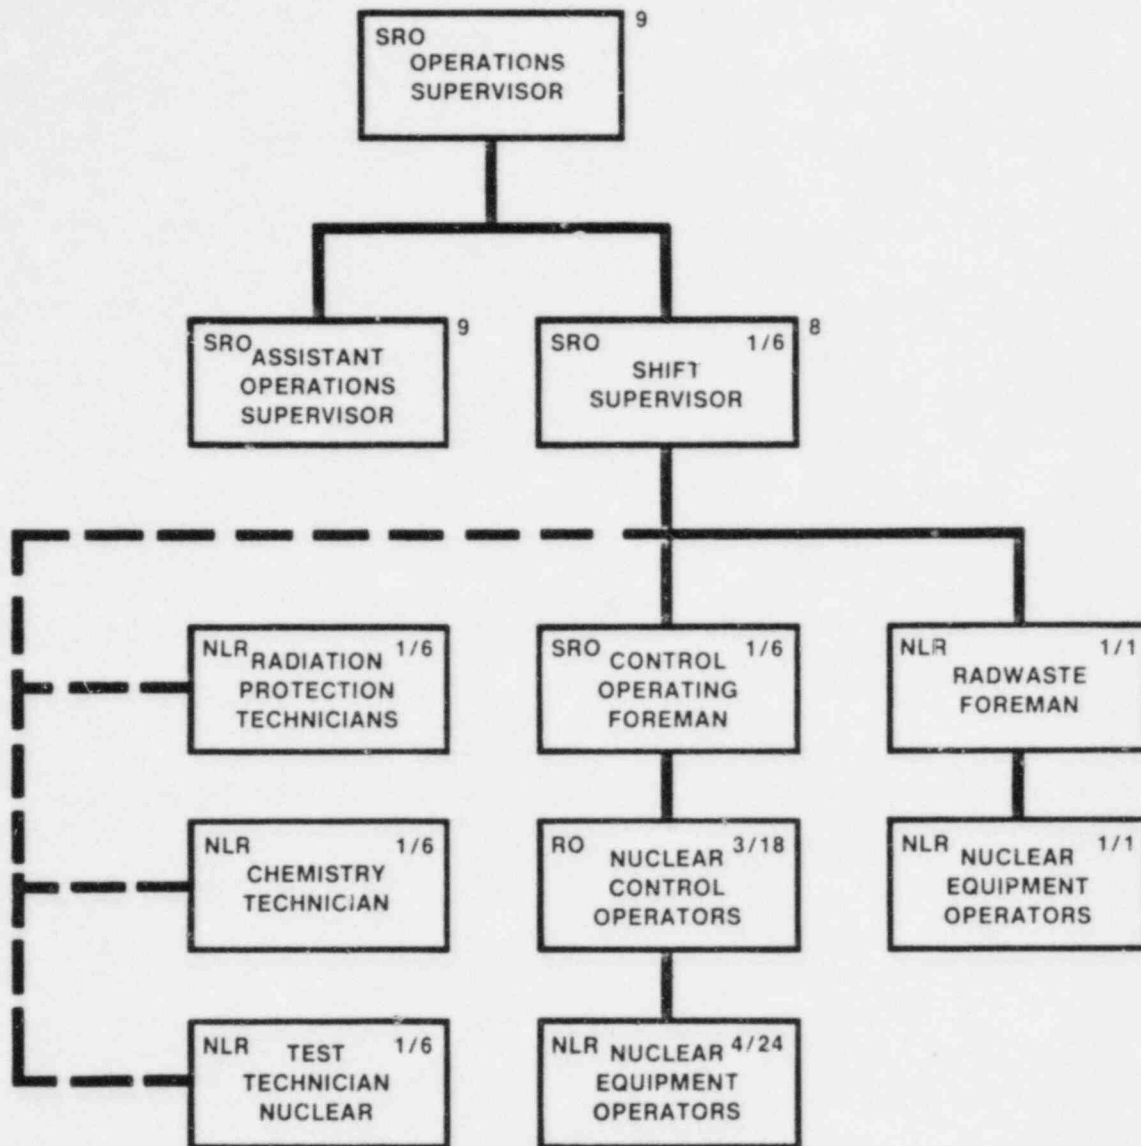 SRO
OPERATIONS
SUPERVISOR
9
SRO
ASSISTANT
OPERATIONS
SUPERVISOR
9
SRO 1/6
SHIFT
SUPERVISOR
8
NLR RADIATION 1/6
PROTECTION
TECHNICIANS
SRO CONTROL 1/6
OPERATING
FOREMAN
NLR 1/1
RADWASTE
FOREMAN
NLR 1/6
CHEMISTRY
TECHNICIAN
RO NUCLEAR 3/18
CONTROL
OPERATORS
NLR NUCLEAR 1/1
EQUIPMENT
OPERATORS
NLR TEST 1/6
TECHNICIAN
NUCLEAR
NLR NUCLEAR 4/24
EQUIPMENT
OPERATORS